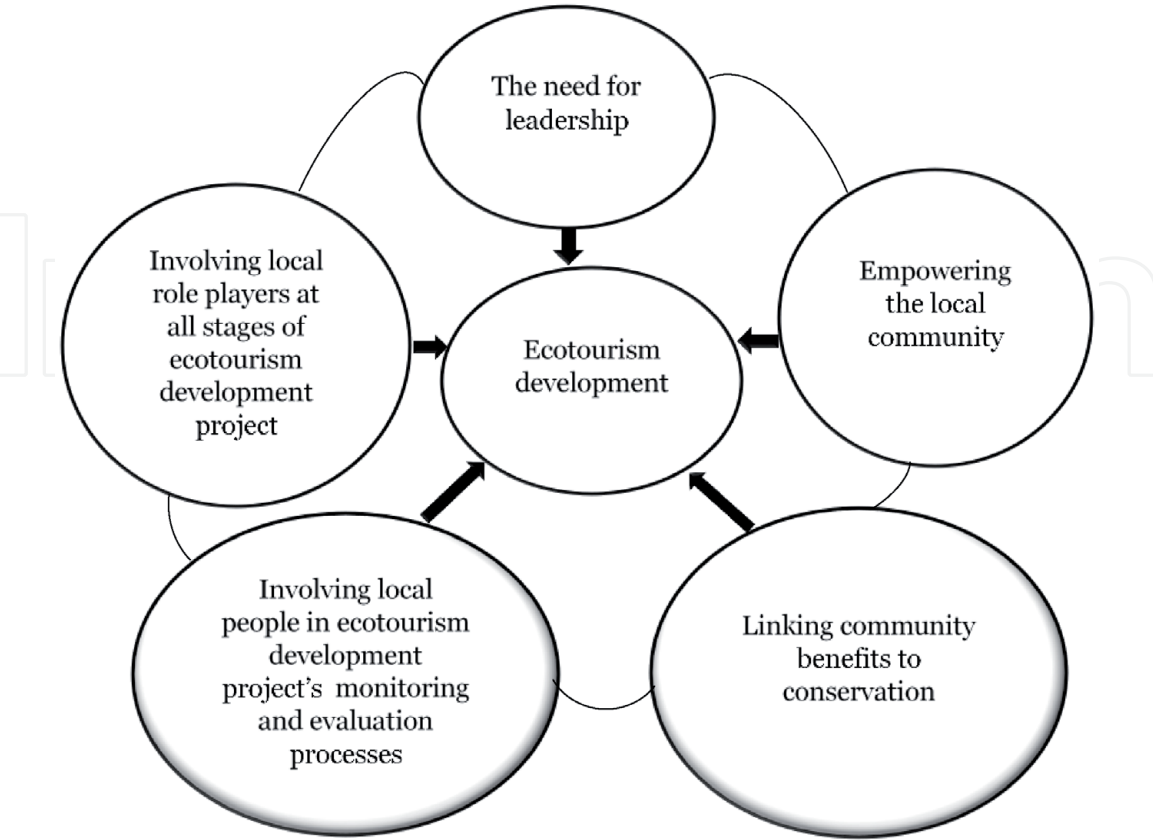 The need for
leadership
Involving local
role players at
all stages of
ecotourism
development
project
Empowering
the local
community
Ecotourism
development
Involving local
people in ecotourism
development
project’s monitoring
and evaluation
processes
Linking community
benefits to
conservation